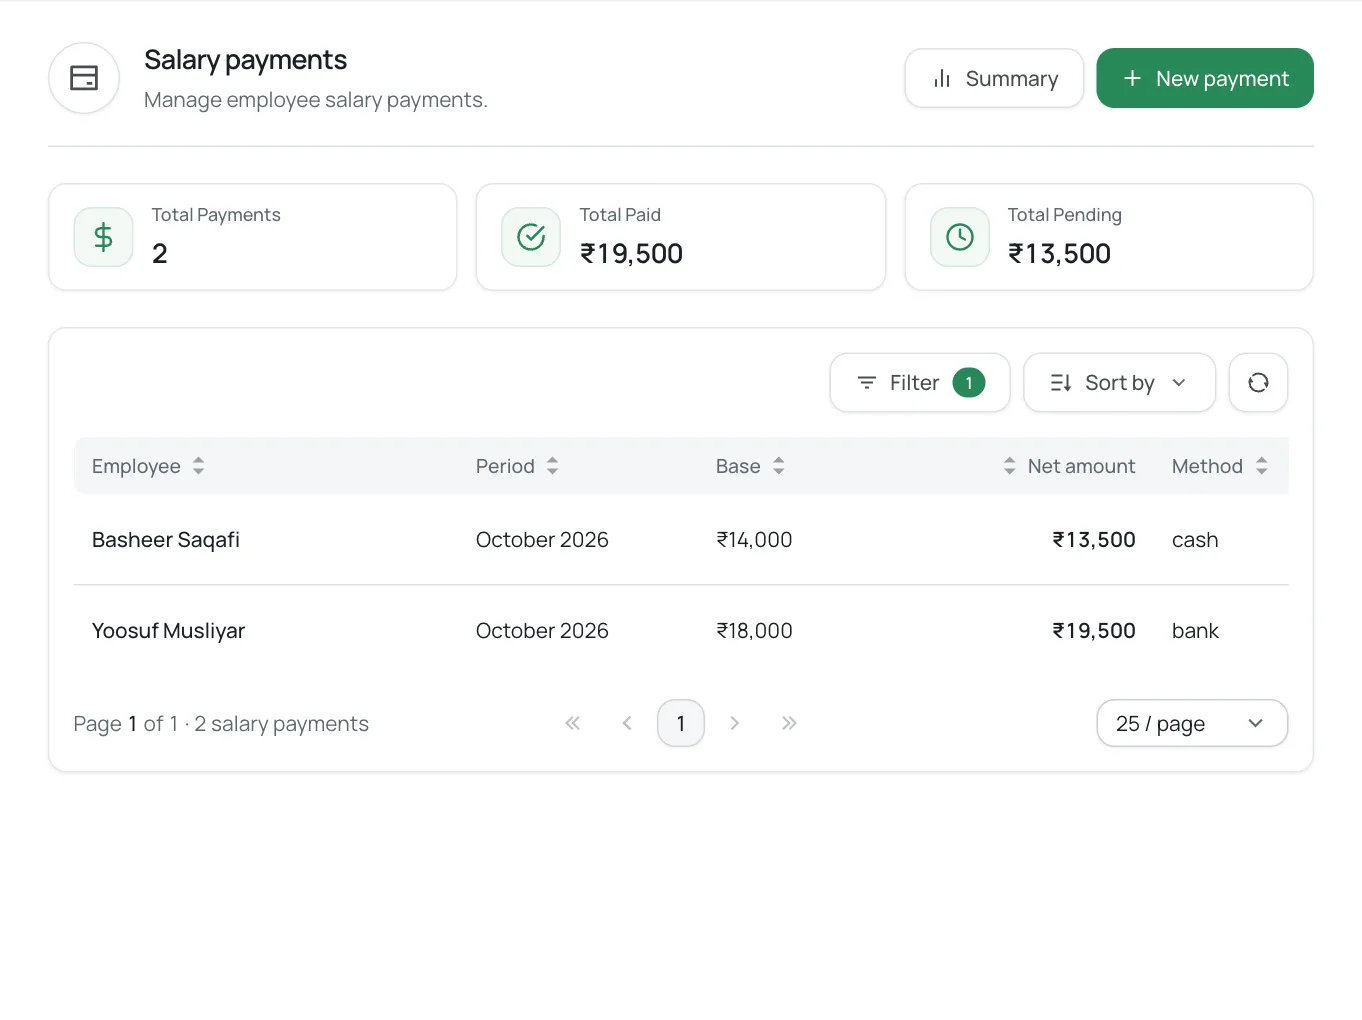 Salary payments
Manage employee salary payments.
Summary
+ New payment
Total Payments
2
Total Paid
₹19,500
Total Pending
₹13,500
Filter 1
Sort by
Employee Period Base Net amount Method
Basheer Saqafi October 2026 ₹14,000 ₹13,500 cash
Yoosuf Musliyar October 2026 ₹18,000 ₹19,500 bank
Page 1 of 1 · 2 salary payments
« ‹ 1 › »
25 / page